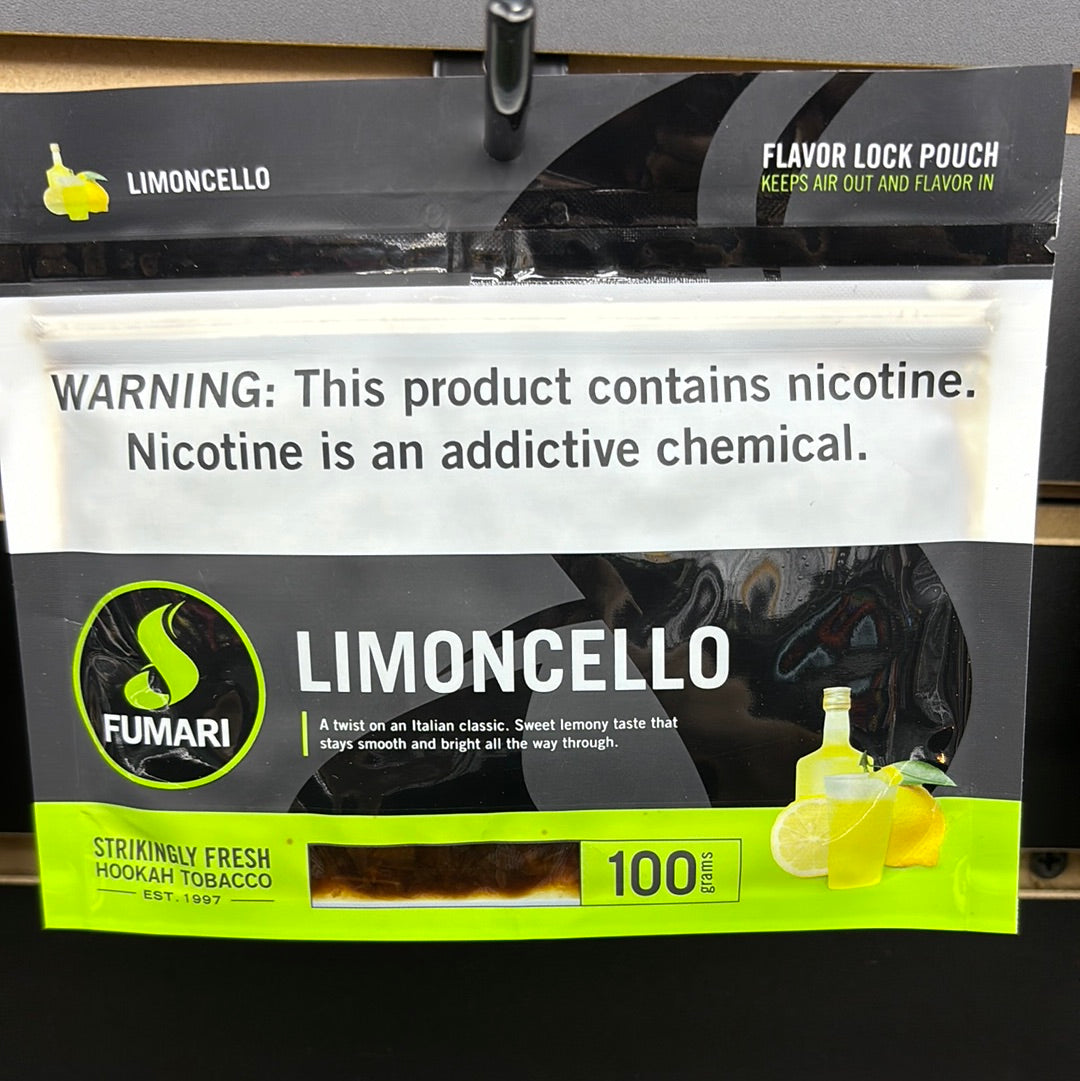 LIMONCELLO
FLAVOR LOCK POUCH
KEEPS AIR OUT AND FLAVOR IN
WARNING: This product contains nicotine.
Nicotine is an addictive chemical.
FUMARI
LIMONCELLO
A twist on an Italian classic. Sweet lemony taste that
stays smooth and bright all the way through.
STRIKINGLY FRESH
HOOKAH TOBACCO
EST. 1997
100 grams